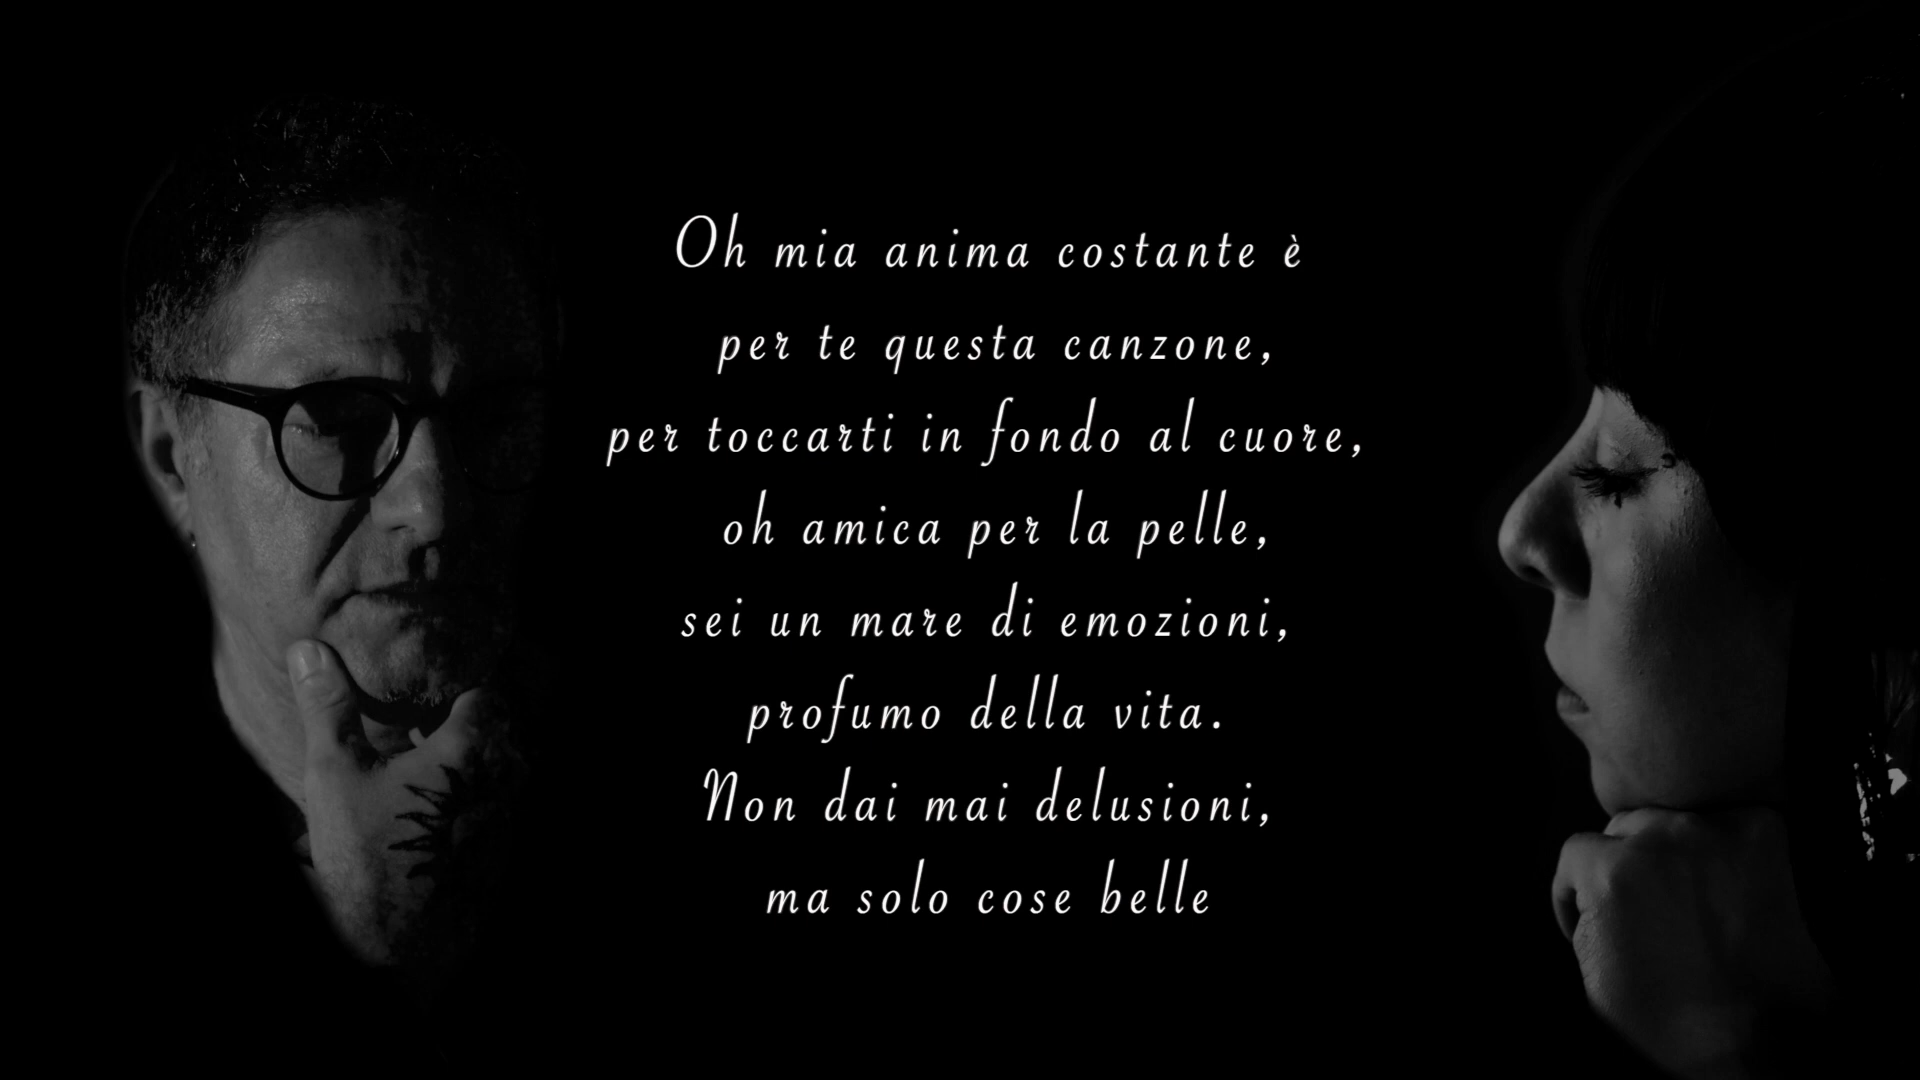 Oh mia anima costante è
per te questa canzone,
per toccarti in fondo al cuore,
oh amica per la pelle,
sei un mare di emozioni,
profumo della vita.
Non dai mai delusioni,
ma solo cose belle